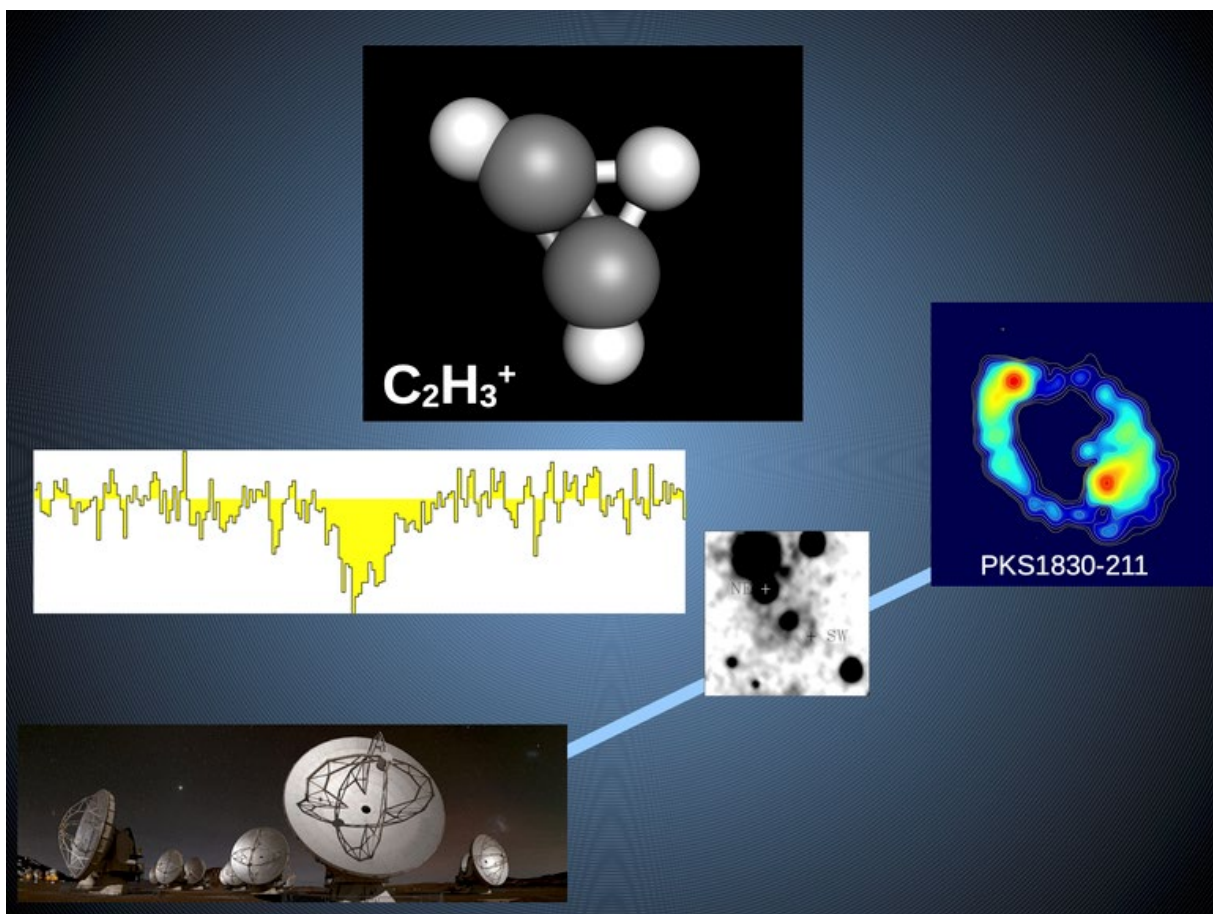 C₂H₃⁺
PKS1830-211
NE +
+ SW